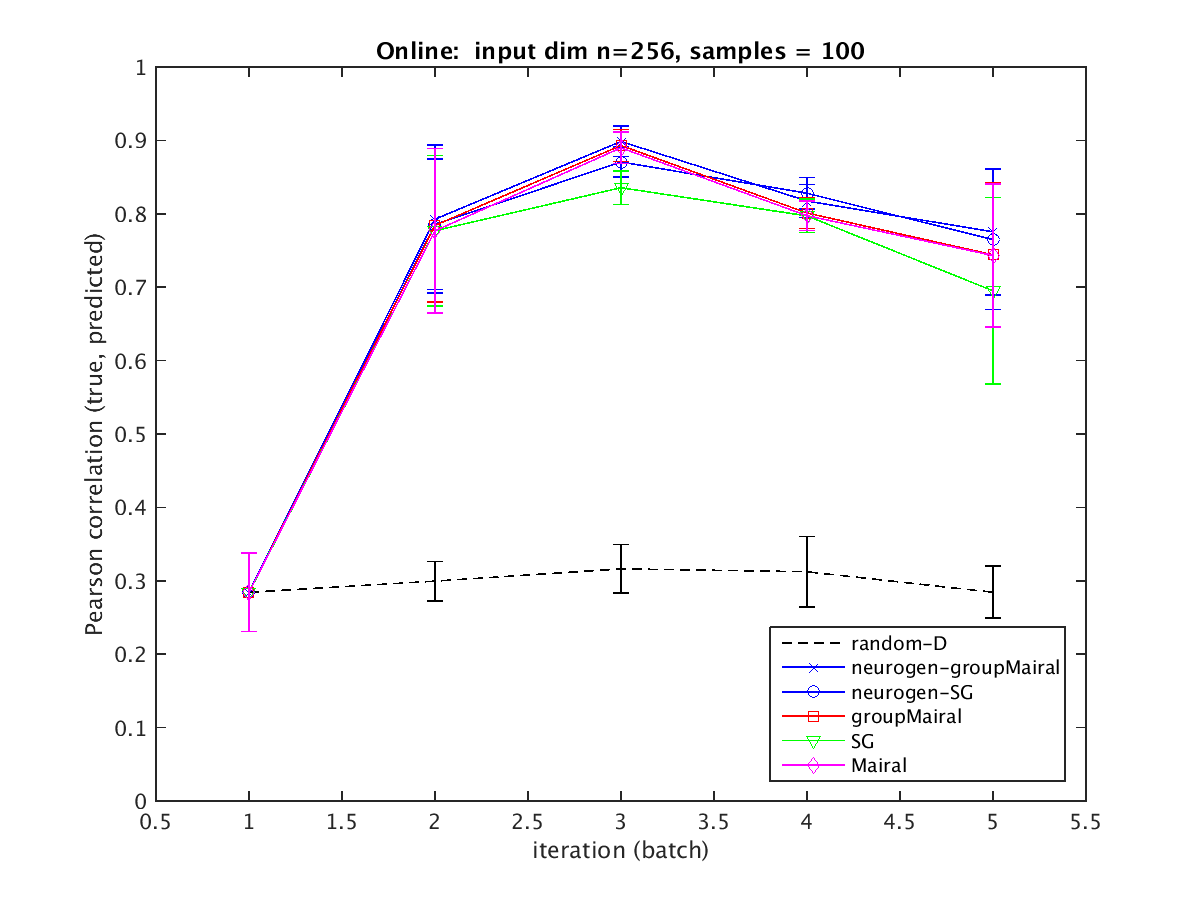 Online: input dim n=256, samples = 100
Pearson correlation (true, predicted)
1
0.9
0.8
0.7
0.6
0.5
0.4
0.3
0.2
0.1
0
0.5 1 1.5 2 2.5 3 3.5 4 4.5 5 5.5
iteration (batch)
random-D
neurogen-groupMairal
neurogen-SG
groupMairal
SG
Mairal